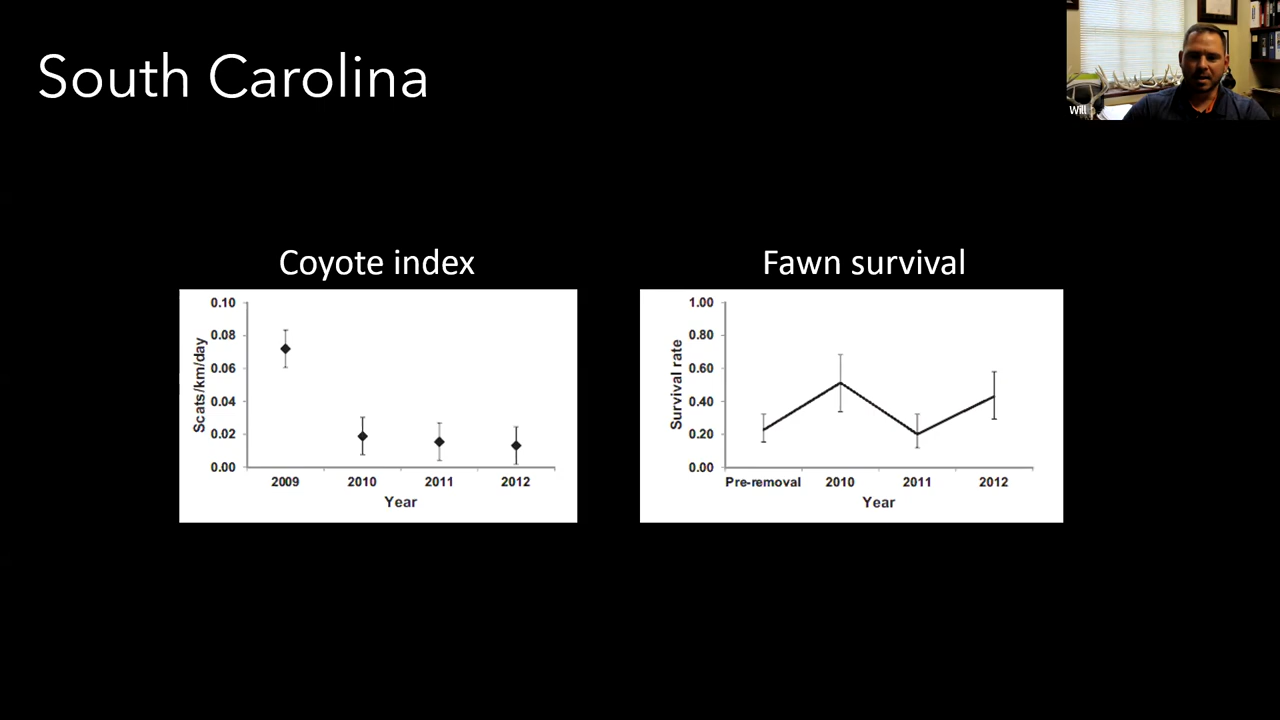 South Carolina
Will
Coyote index
Fawn survival
0.10
0.08
0.06
0.04
0.02
0.00
Scats/km/day
2009 2010 2011 2012
Year
1.00
0.80
0.60
0.40
0.20
0.00
Survival rate
Pre-removal 2010 2011 2012
Year